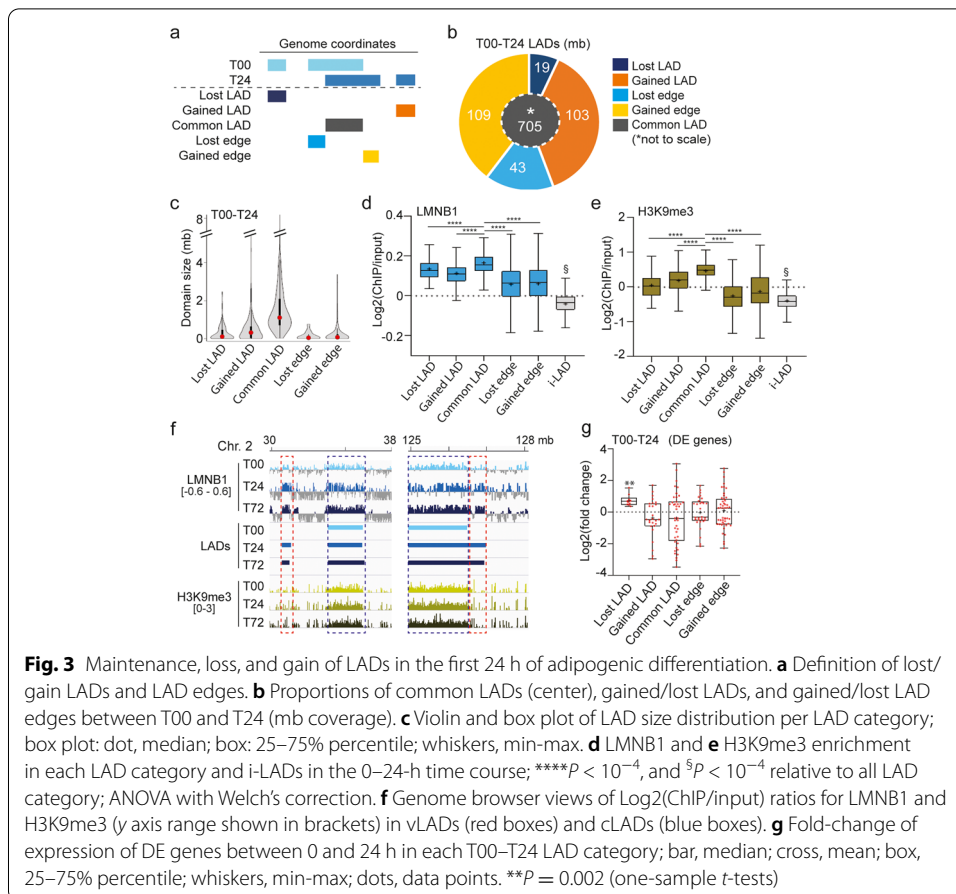 a
Genome coordinates
T00
T24
Lost LAD
Gained LAD
Common LAD
Lost edge
Gained edge
b
T00-T24 LADs (mb)
19
103
43
109
*
705
Lost LAD
Gained LAD
Lost edge
Gained edge
Common LAD
(*not to scale)
c
T00-T24
Domain size (mb)
8
6
4
2
0
Lost LAD
Gained LAD
Common LAD
Lost edge
Gained edge
d
LMNB1
Log2(ChIP/input)
0.4
0.2
0
-0.2
****
****
****
****
§
Lost LAD
Gained LAD
Common LAD
Lost edge
Gained edge
i-LAD
e
H3K9me3
Log2(ChIP/input)
2
1
0
-1
-2
****
****
****
****
§
Lost LAD
Gained LAD
Common LAD
Lost edge
Gained edge
i-LAD
f
30 38 125 128 mb
Chr. 2
LMNB1
[-0.6 - 0.6]
T00
T24
T72
LADs
T00
T24
T72
H3K9me3
[0-3]
T00
T24
T72
g
T00-T24 (DE genes)
Log2(fold change)
4
2
0
-2
-4
**
Lost LAD
Gained LAD
Common LAD
Lost edge
Gained edge
Fig. 3 Maintenance, loss, and gain of LADs in the first 24 h of adipogenic differentiation. a Definition of lost/
gain LADs and LAD edges. b Proportions of common LADs (center), gained/lost LADs, and gained/lost LAD
edges between T00 and T24 (mb coverage). c Violin and box plot of LAD size distribution per LAD category;
box plot: dot, median; box: 25–75% percentile; whiskers, min-max. d LMNB1 and e H3K9me3 enrichment
in each LAD category and i-LADs in the 0–24-h time course; ****P < 10⁻⁴, and §P < 10⁻⁴ relative to all LAD
category; ANOVA with Welch's correction. f Genome browser views of Log2(ChIP/input) ratios for LMNB1 and
H3K9me3 (y axis range shown in brackets) in vLADs (red boxes) and cLADs (blue boxes). g Fold-change of
expression of DE genes between 0 and 24 h in each T00–T24 LAD category; bar, median; cross, mean; box,
25–75% percentile; whiskers, min-max; dots, data points. **P = 0.002 (one-sample t-tests)